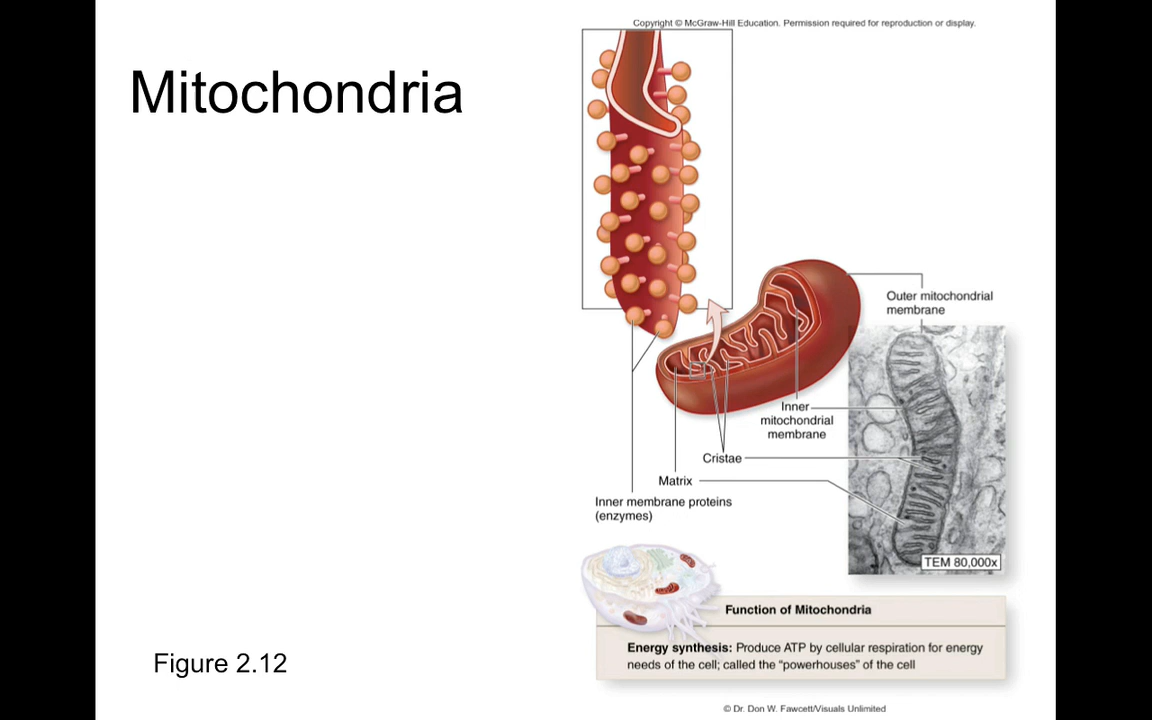 Copyright © McGraw-Hill Education. Permission required for reproduction or display.
Mitochondria
Outer mitochondrial
membrane
Inner
mitochondrial
membrane
Cristae
Matrix
Inner membrane proteins
(enzymes)
TEM 80,000x
Function of Mitochondria
Energy synthesis: Produce ATP by cellular respiration for energy
needs of the cell; called the “powerhouses” of the cell
Figure 2.12
© Dr. Don W. Fawcett/Visuals Unlimited